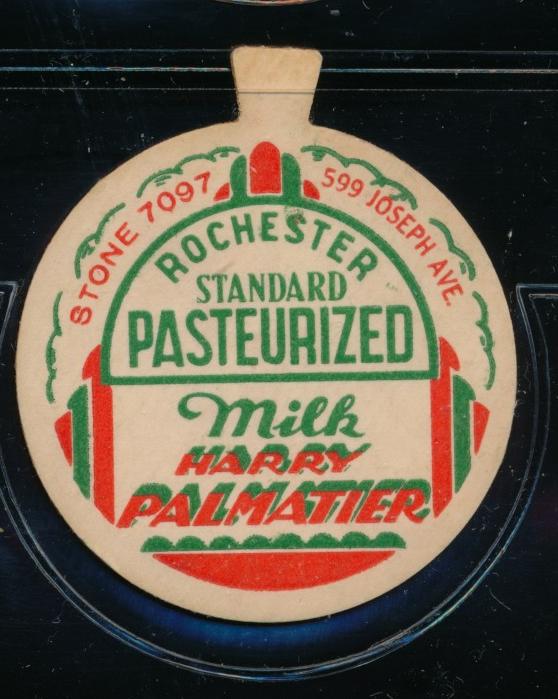 STONE 7097
599 JOSEPH AVE.
ROCHESTER
STANDARD
PASTEURIZED
Milk
HARRY
PALMATIER